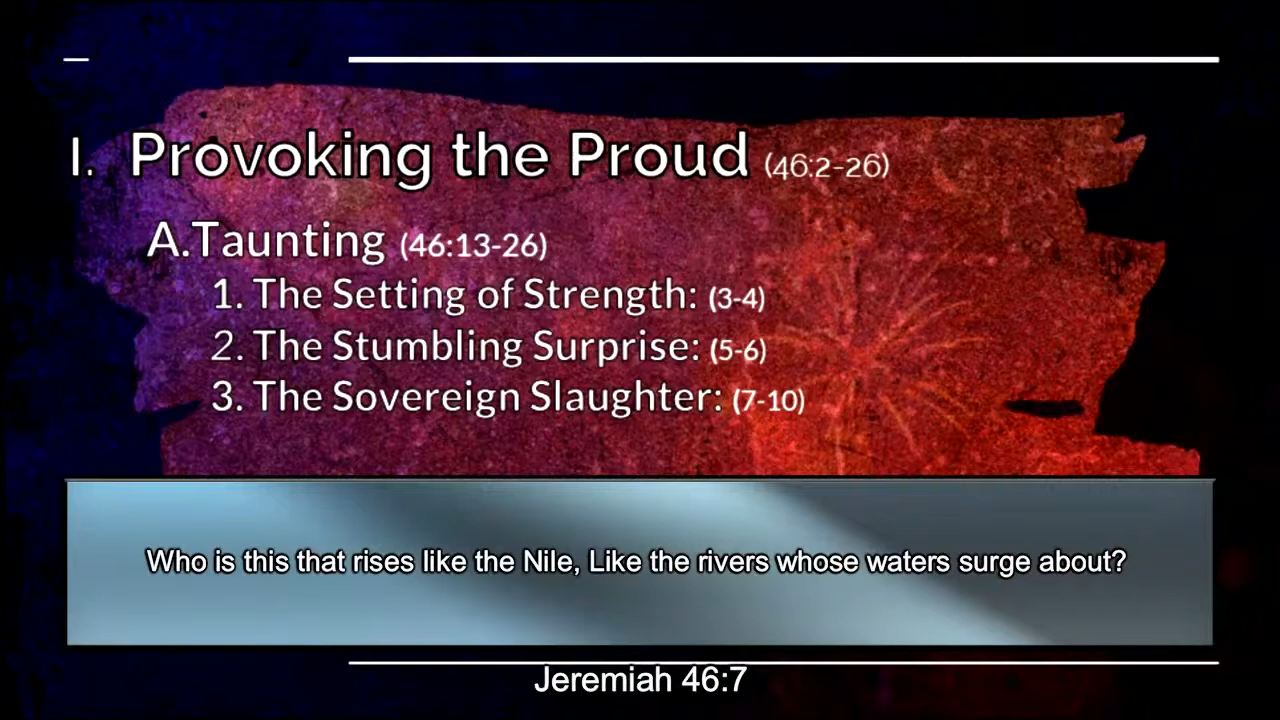 I. Provoking the Proud (46:2-26)
A.Taunting (46:13-26)
1. The Setting of Strength: (3-4)
2. The Stumbling Surprise: (5-6)
3. The Sovereign Slaughter: (7-10)
Who is this that rises like the Nile, Like the rivers whose waters surge about?
Jeremiah 46:7